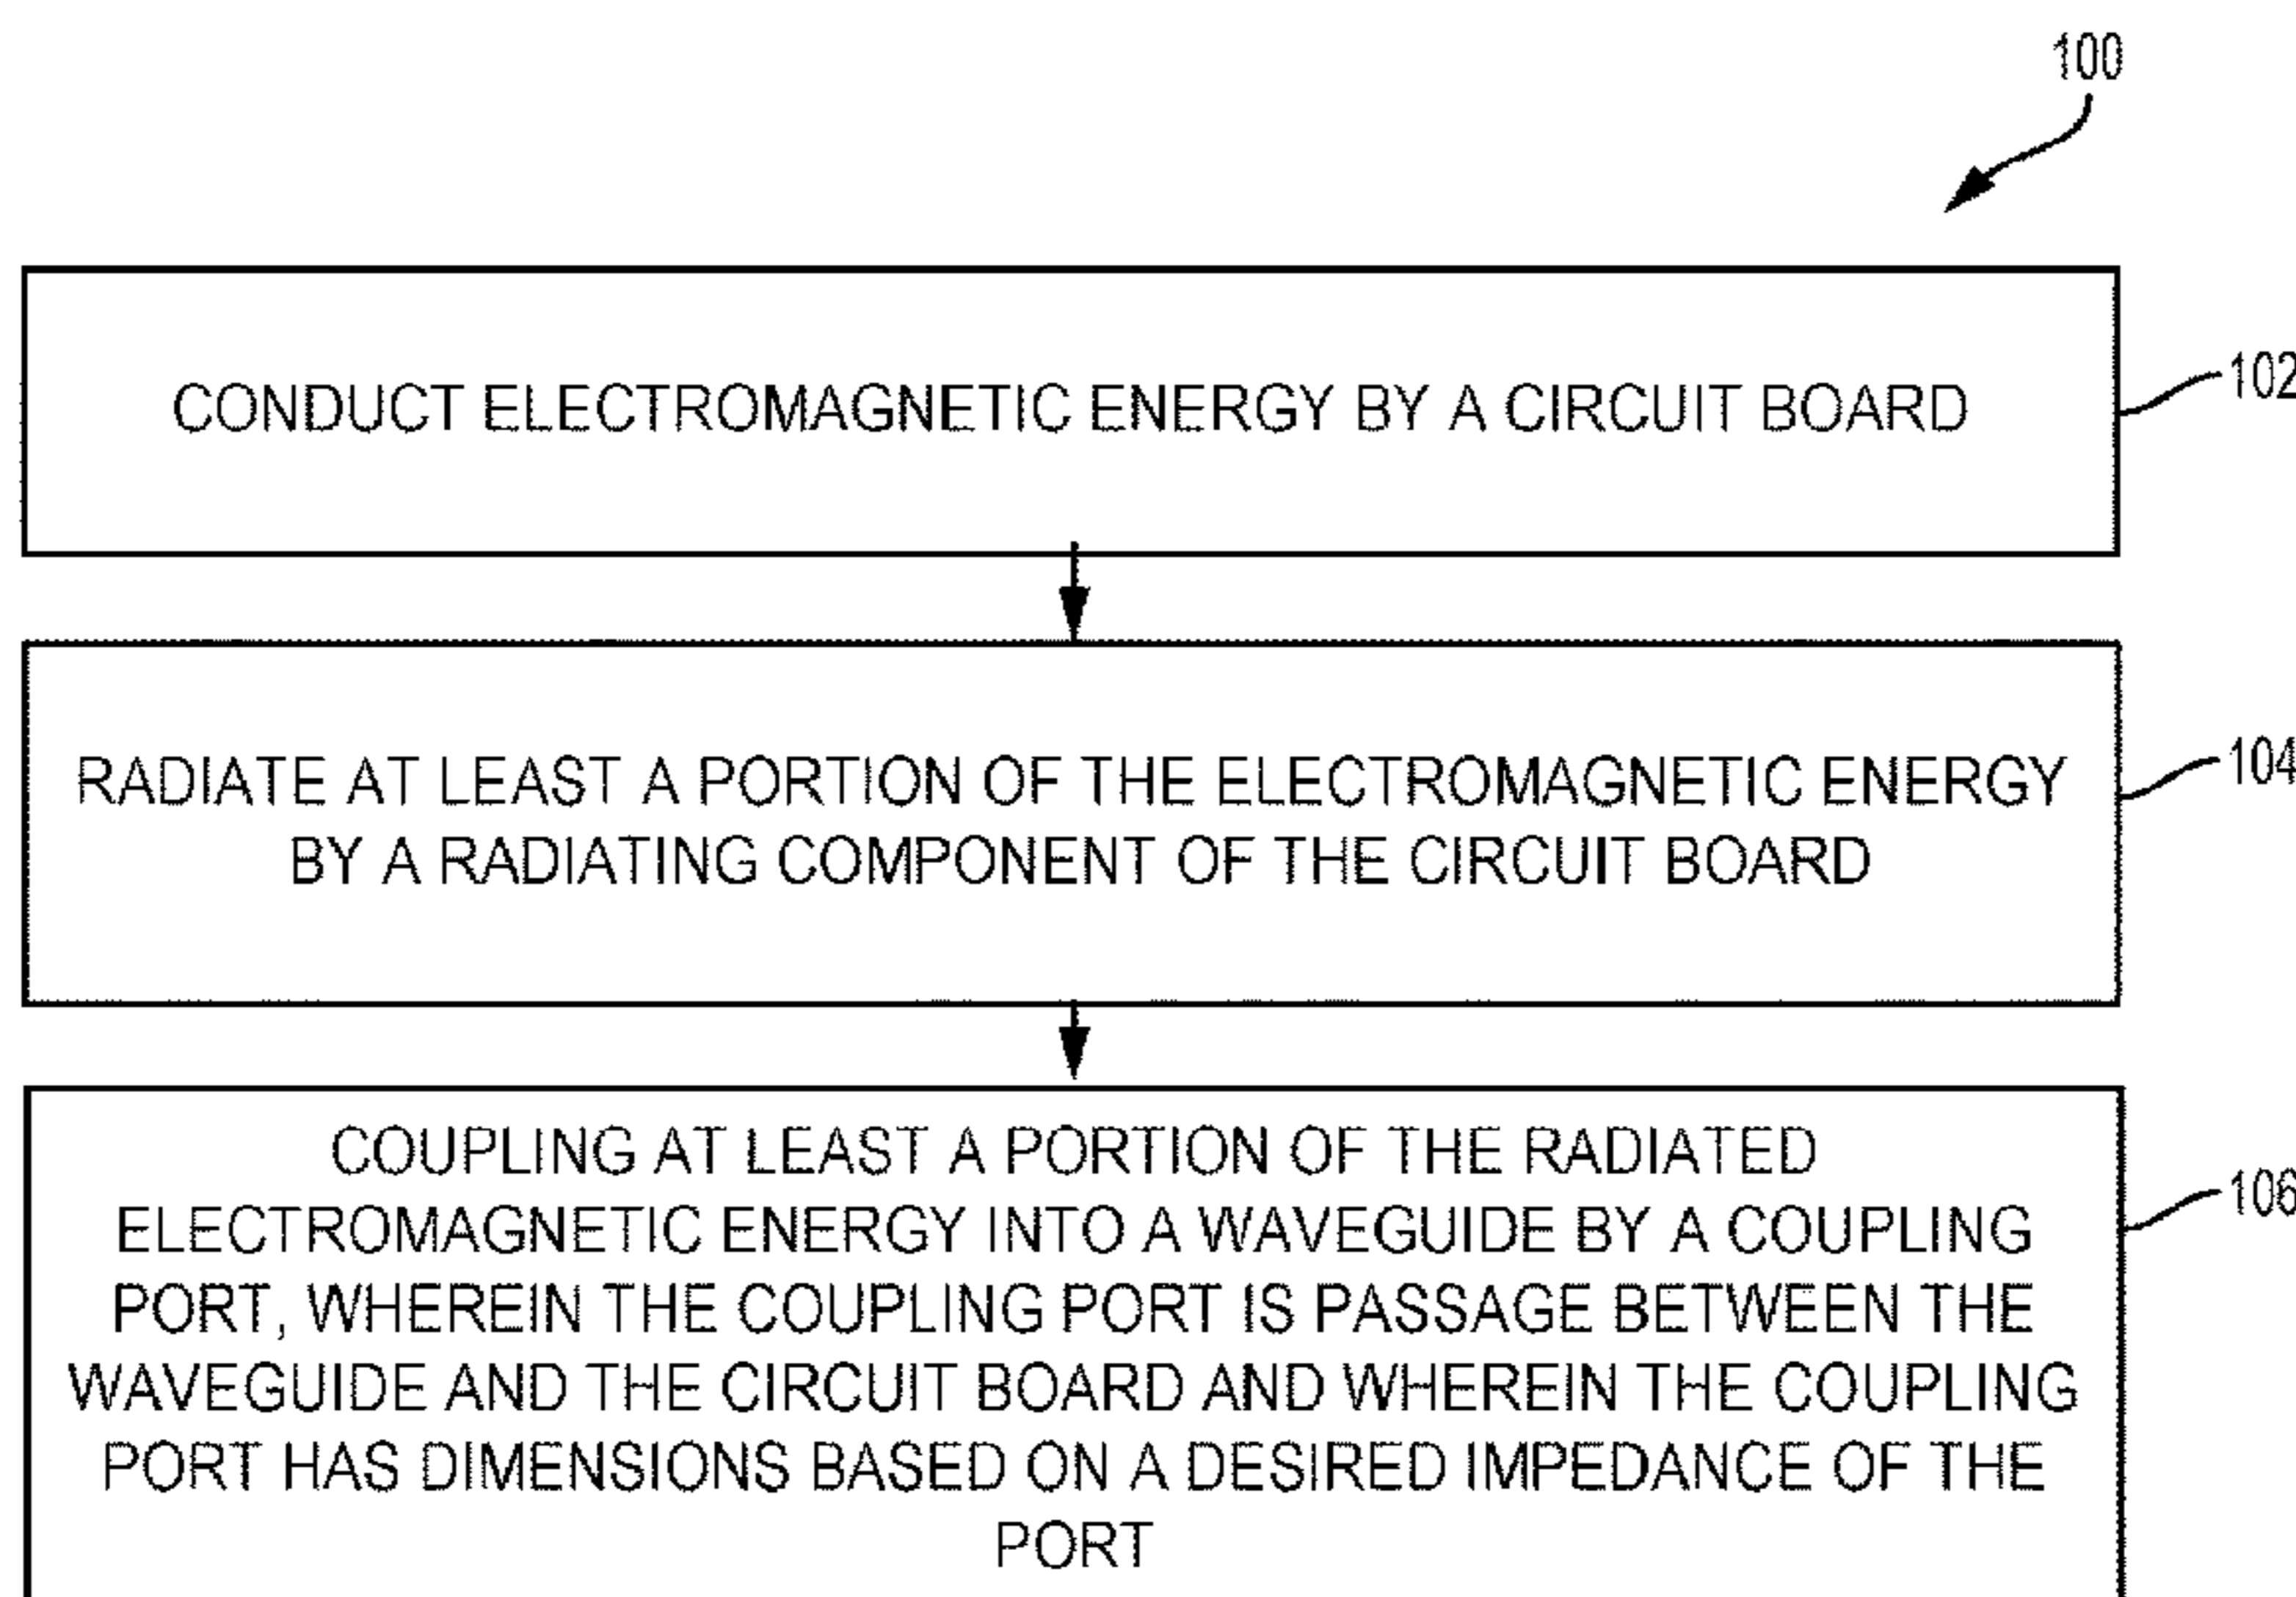 100
CONDUCT ELECTROMAGNETIC ENERGY BY A CIRCUIT BOARD
102
RADIATE AT LEAST A PORTION OF THE ELECTROMAGNETIC ENERGY
BY A RADIATING COMPONENT OF THE CIRCUIT BOARD
104
COUPLING AT LEAST A PORTION OF THE RADIATED
ELECTROMAGNETIC ENERGY INTO A WAVEGUIDE BY A COUPLING
PORT, WHEREIN THE COUPLING PORT IS PASSAGE BETWEEN THE
WAVEGUIDE AND THE CIRCUIT BOARD AND WHEREIN THE COUPLING
PORT HAS DIMENSIONS BASED ON A DESIRED IMPEDANCE OF THE
PORT
106